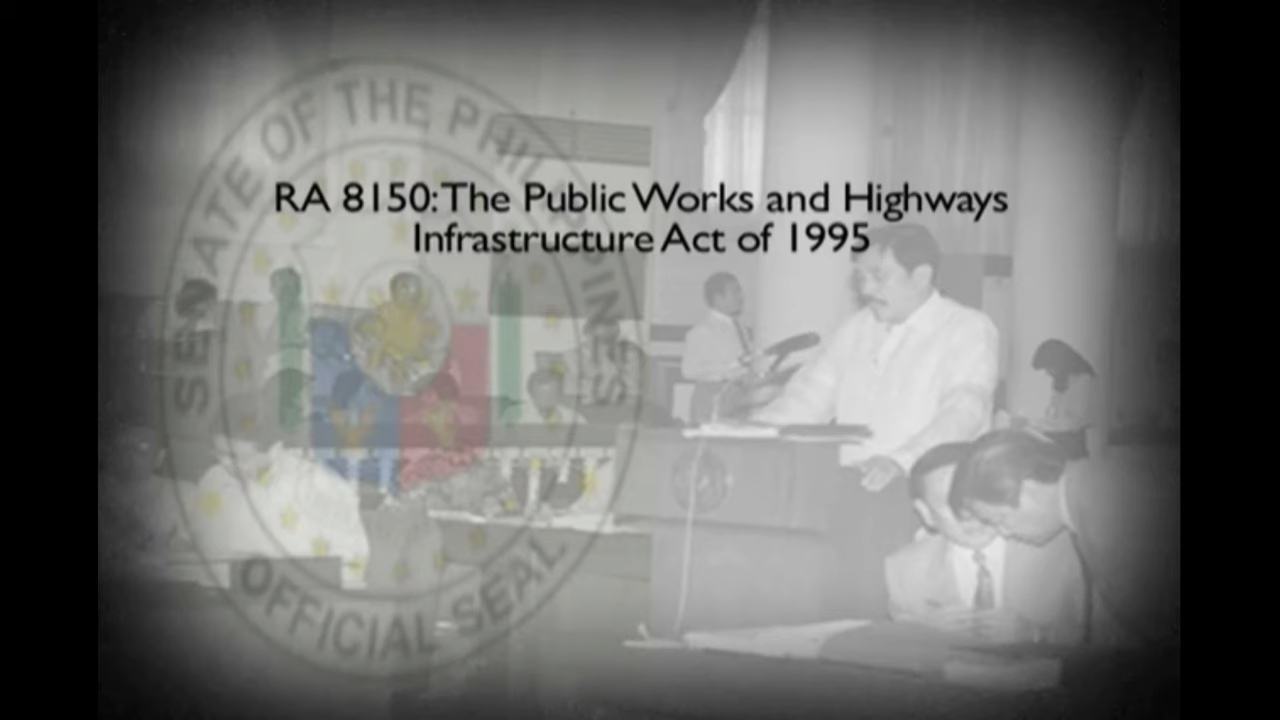 SENATE OF THE PHILIPPINES
RA 8150: The Public Works and Highways
Infrastructure Act of 1995
OFFICIAL SEAL